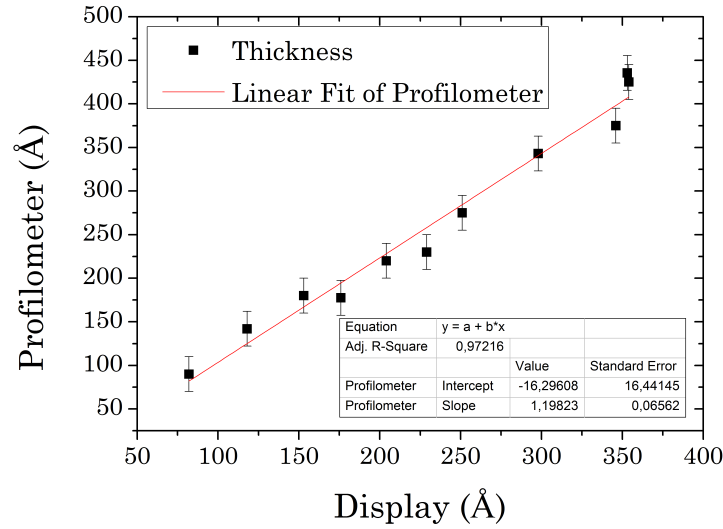 500
450
400
350
300
250
200
150
100
50
Profilometer (Å)
Thickness
Linear Fit of Profilometer
Equation y = a + b*x
Adj. R-Square 0,97216
Value Standard Error
Profilometer Intercept -16,29608 16,44145
Profilometer Slope 1,19823 0,06562
50 100 150 200 250 300 350 400
Display (Å)